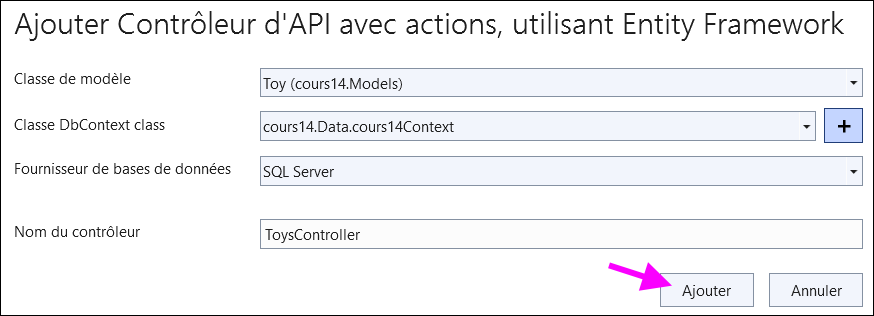 Ajouter Contrôleur d'API avec actions, utilisant Entity Framework
Classe de modèle
Toy (cours14.Models)
Classe DbContext class
cours14.Data.cours14Context
+
Fournisseur de bases de données
SQL Server
Nom du contrôleur
ToysController
Ajouter
Annuler